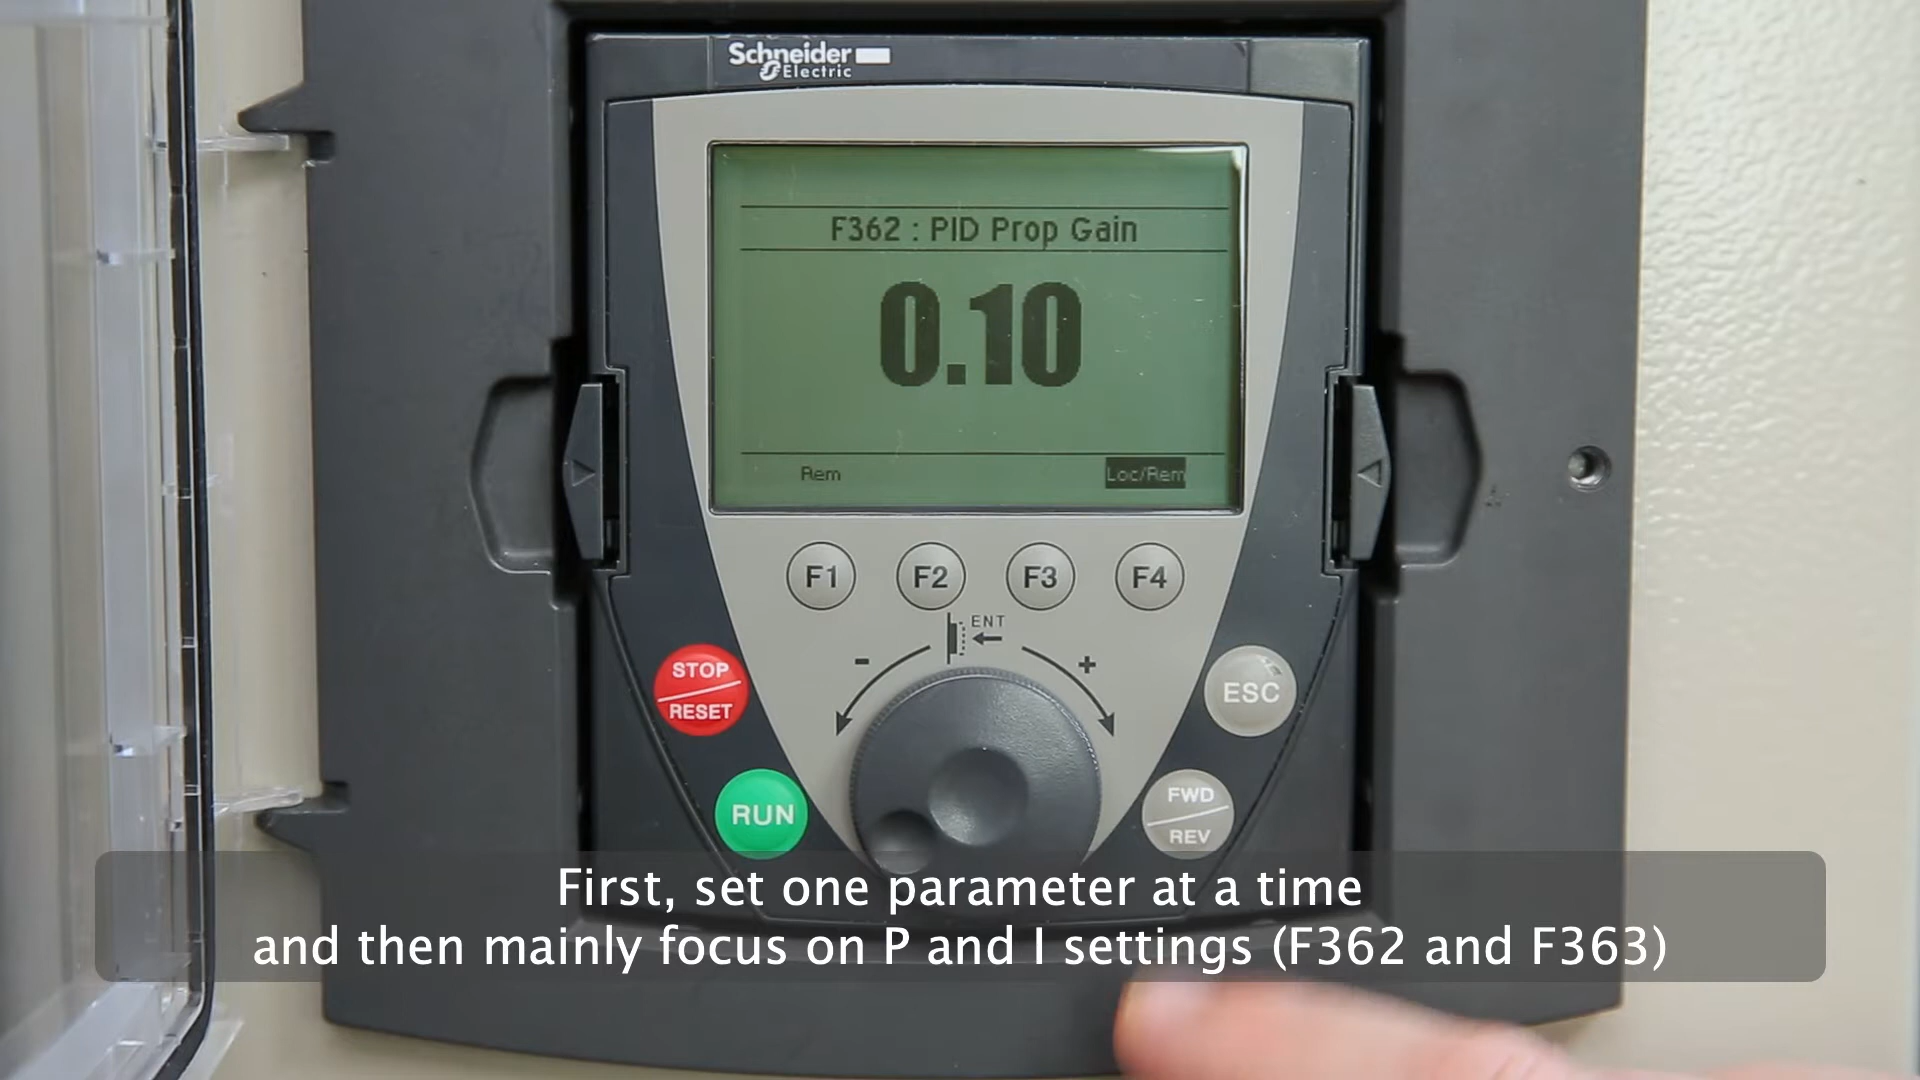 Schneider
Electric
F362 : PID Prop Gain
0.10
Rem Loc/Rem
F1 F2 F3 F4
ENT
- +
STOP
RESET
ESC
RUN
FWD
REV
First, set one parameter at a time
and then mainly focus on P and I settings (F362 and F363)